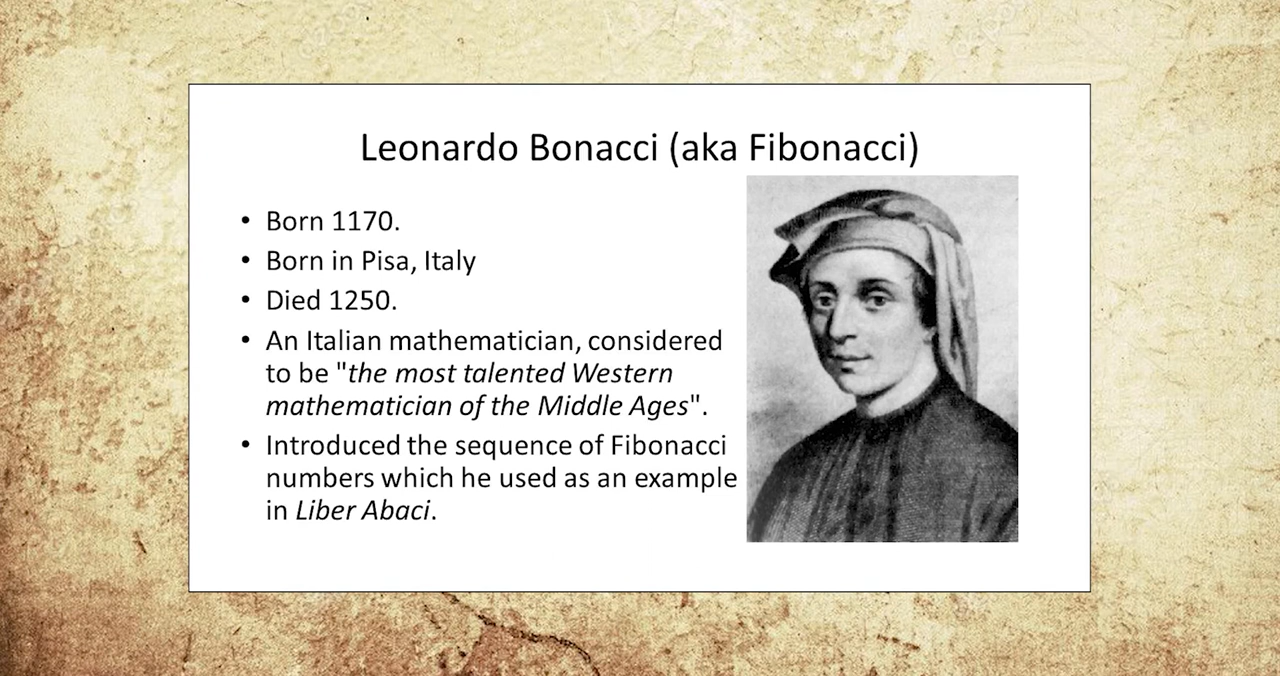 Leonardo Bonacci (aka Fibonacci)
• Born 1170.
• Born in Pisa, Italy
• Died 1250.
• An Italian mathematician, considered
to be "the most talented Western
mathematician of the Middle Ages".
• Introduced the sequence of Fibonacci
numbers which he used as an example
in Liber Abaci.